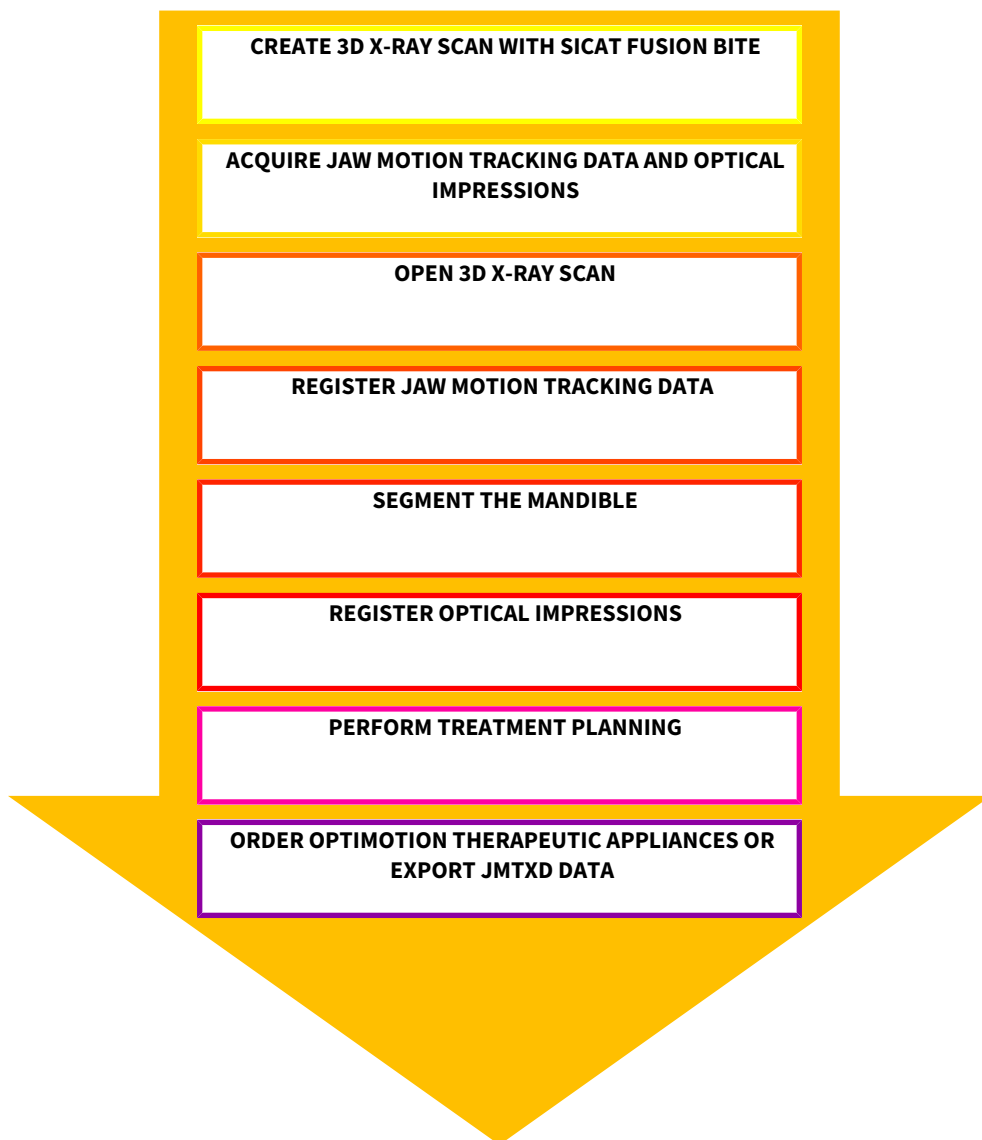 CREATE 3D X-RAY SCAN WITH SICAT FUSION BITE
ACQUIRE JAW MOTION TRACKING DATA AND OPTICAL
IMPRESSIONS
OPEN 3D X-RAY SCAN
REGISTER JAW MOTION TRACKING DATA
SEGMENT THE MANDIBLE
REGISTER OPTICAL IMPRESSIONS
PERFORM TREATMENT PLANNING
ORDER OPTIMOTION THERAPEUTIC APPLIANCES OR
EXPORT JMTXD DATA